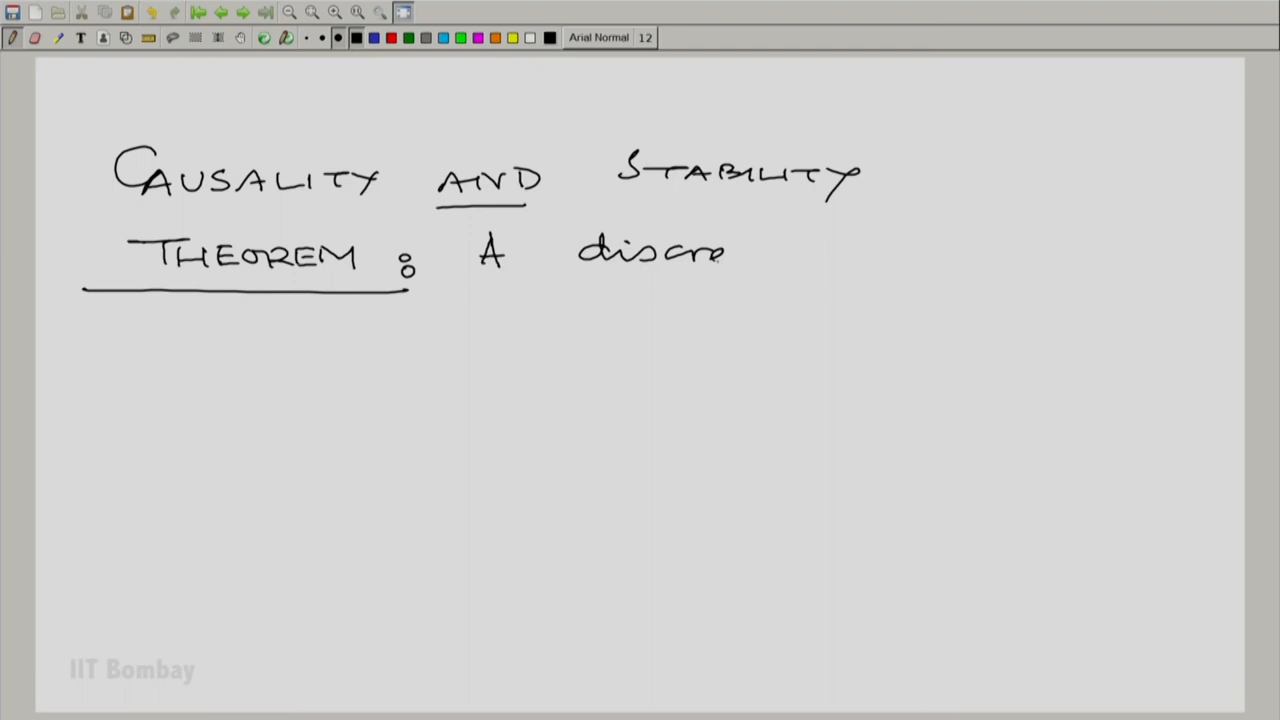 Arial Normal 12
CAUSALITY AND STABILITY
THEOREM : A discre
IIT Bombay